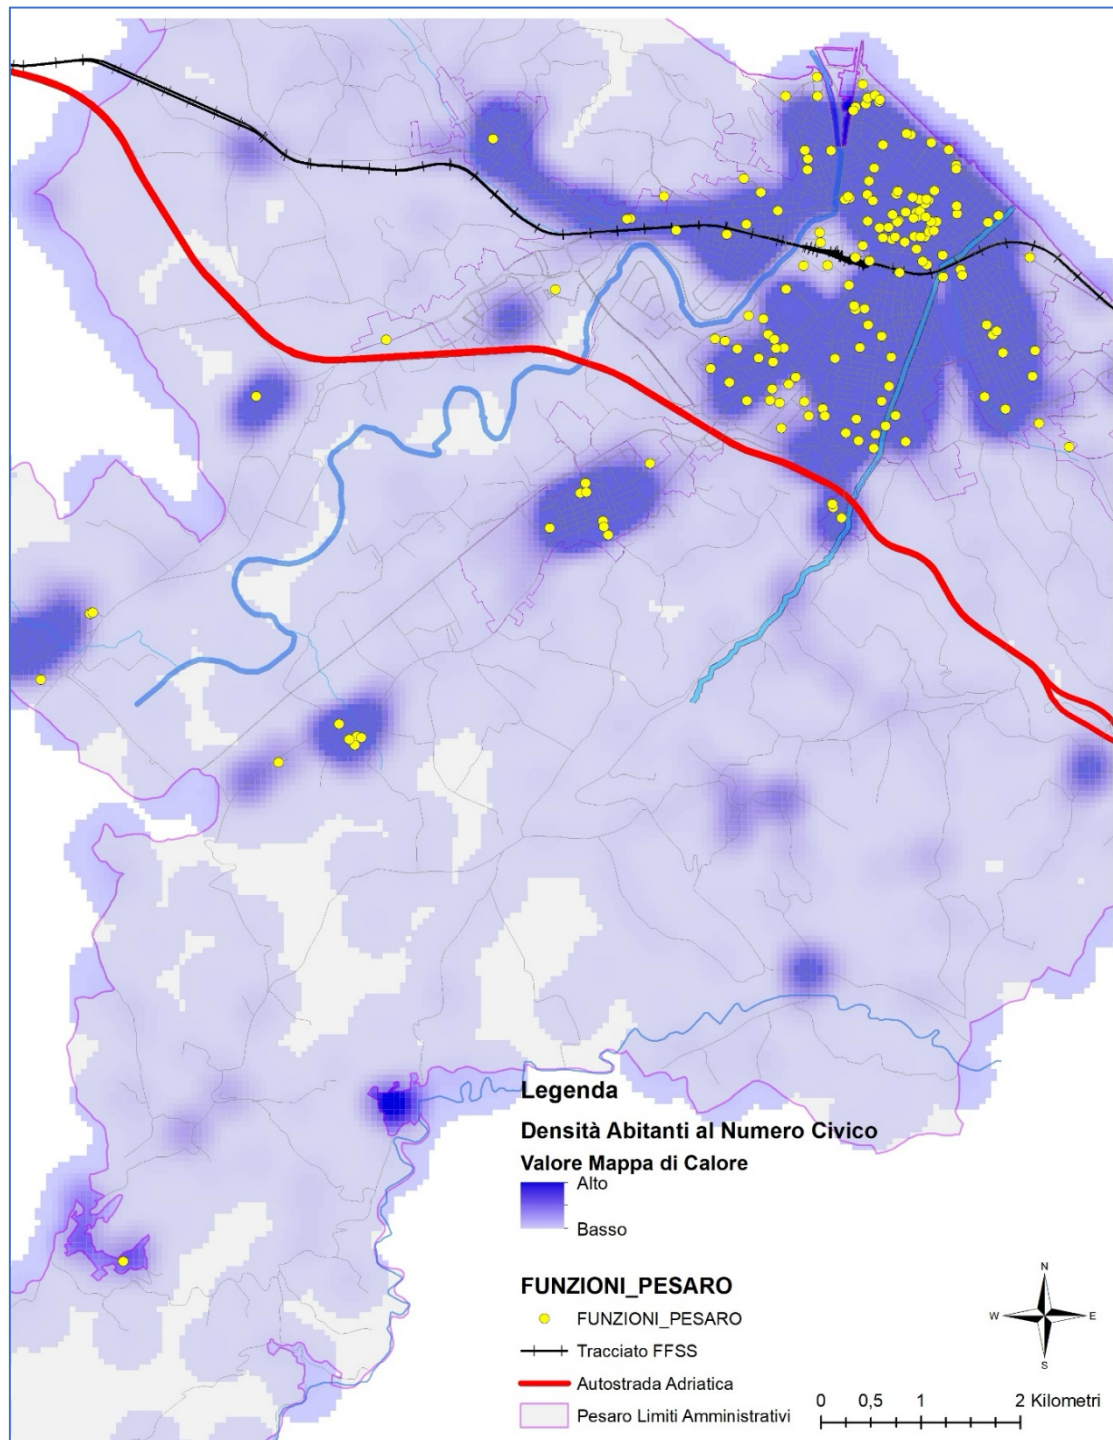 Legenda
Densità Abitanti al Numero Civico
Valore Mappa di Calore
Alto
Basso
FUNZIONI_PESARO
FUNZIONI_PESARO
Tracciato FFSS
Autostrada Adriatica
Pesaro Limiti Amministrativi
N
W E
S
0 0,5 1 2 Kilometri